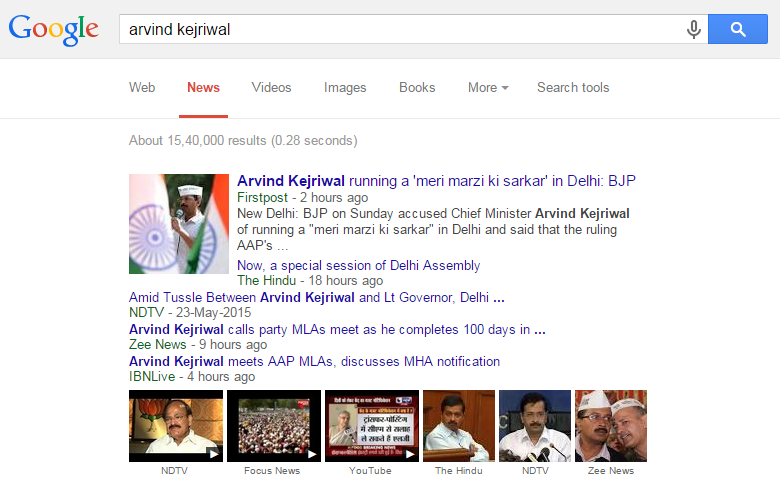 Google
arvind kejriwal
Web News Videos Images Books More Search tools
About 15,40,000 results (0.28 seconds)
Arvind Kejriwal running a 'meri marzi ki sarkar' in Delhi: BJP
Firstpost - 2 hours ago
New Delhi: BJP on Sunday accused Chief Minister Arvind Kejriwal
of running a "meri marzi ki sarkar" in Delhi and said that the ruling
AAP's ...
Now, a special session of Delhi Assembly
The Hindu - 18 hours ago
Amid Tussle Between Arvind Kejriwal and Lt Governor, Delhi ...
NDTV - 23-May-2015
Arvind Kejriwal calls party MLAs meet as he completes 100 days in ...
Zee News - 9 hours ago
Arvind Kejriwal meets AAP MLAs, discusses MHA notification
IBNLive - 4 hours ago
ट्रांसफर-पोस्टिंग
में सीएम से सलाह
ले सकते हैं एलजी
NDTV Focus News YouTube The Hindu NDTV Zee News